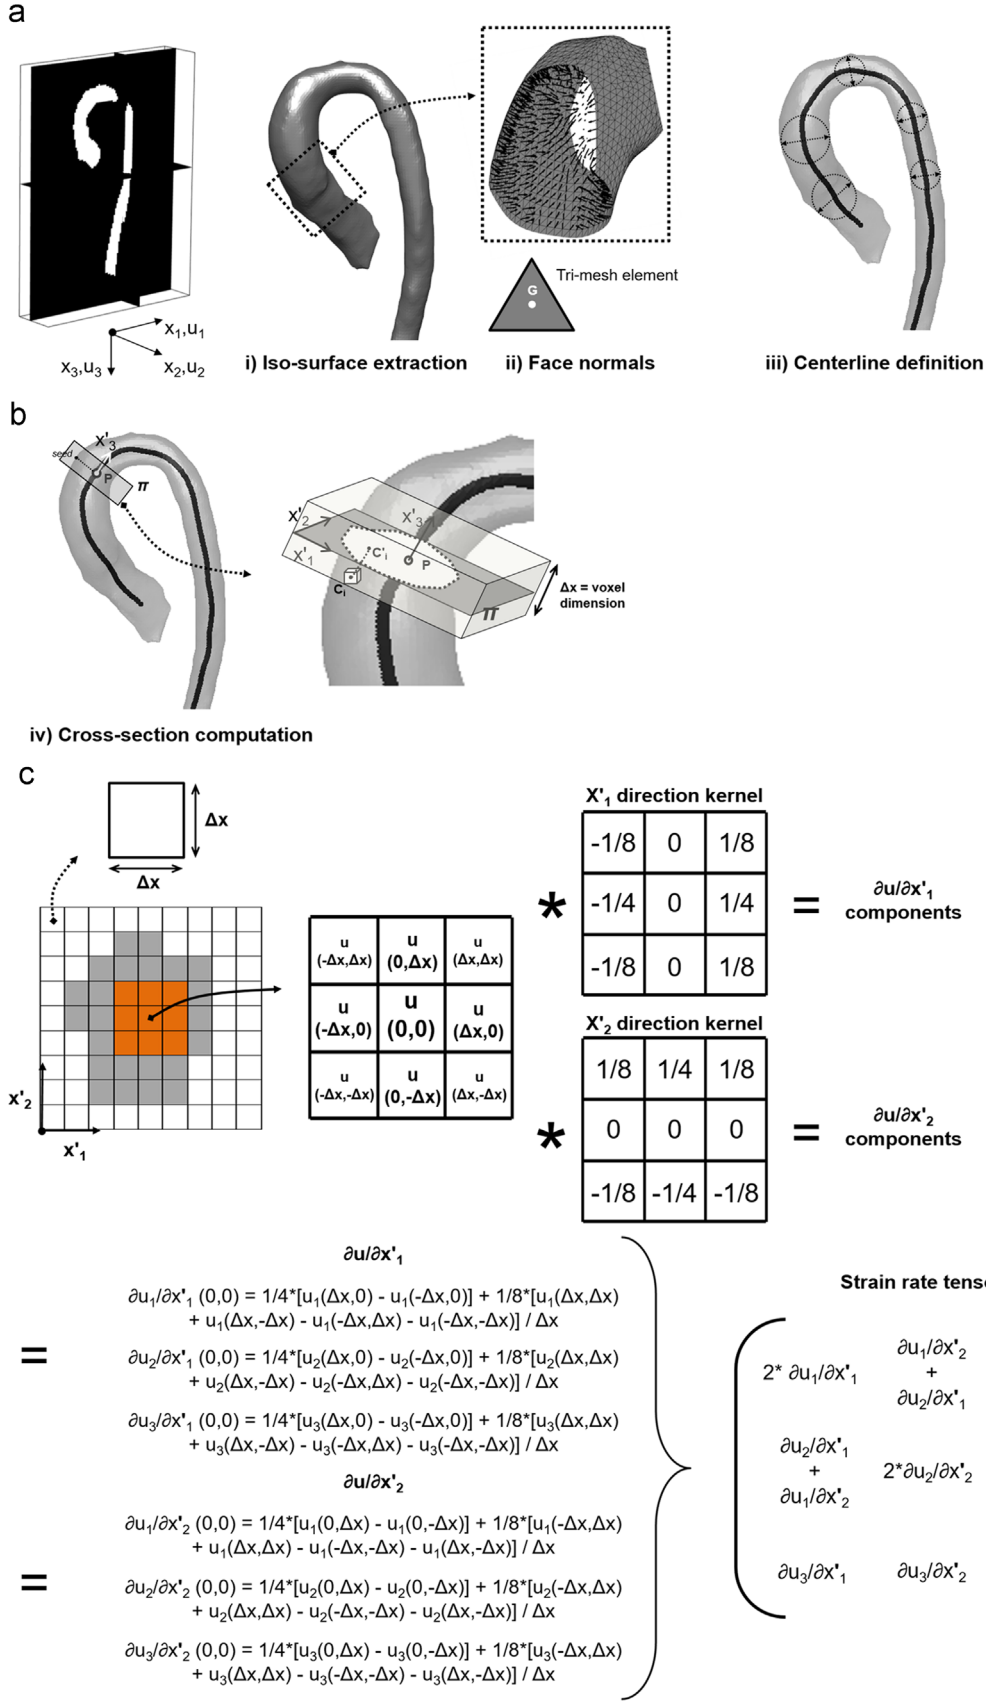 a
x₁,u₁
x₂,u₂
x₃,u₃
G
Tri-mesh element
i) Iso-surface extraction
ii) Face normals
iii) Centerline definition
b
seed
X'₃
P
π
X'₂
X'₃
X'₁
C'ᵢ
P
Cᵢ
π
Δx = voxel
dimension
iv) Cross-section computation
c
Δx
Δx
x'₂
x'₁
u
(-Δx,Δx)
u
(0,Δx)
u
(Δx,Δx)
u
(-Δx,0)
u
(0,0)
u
(Δx,0)
u
(-Δx,-Δx)
u
(0,-Δx)
u
(Δx,-Δx)
*
X'₁ direction kernel
-1/8 0 1/8
-1/4 0 1/4
-1/8 0 1/8
=
∂u/∂x'₁
components
*
X'₂ direction kernel
1/8 1/4 1/8
0 0 0
-1/8 -1/4 -1/8
=
∂u/∂x'₂
components
∂u/∂x'₁
=
∂u₁/∂x'₁ (0,0) = 1/4*[u₁(Δx,0) - u₁(-Δx,0)] + 1/8*[u₁(Δx,Δx)
+ u₁(Δx,-Δx) - u₁(-Δx,Δx) - u₁(-Δx,-Δx)] / Δx
∂u₂/∂x'₁ (0,0) = 1/4*[u₂(Δx,0) - u₂(-Δx,0)] + 1/8*[u₂(Δx,Δx)
+ u₂(Δx,-Δx) - u₂(-Δx,Δx) - u₂(-Δx,-Δx)] / Δx
∂u₃/∂x'₁ (0,0) = 1/4*[u₃(Δx,0) - u₃(-Δx,0)] + 1/8*[u₃(Δx,Δx)
+ u₃(Δx,-Δx) - u₃(-Δx,Δx) - u₃(-Δx,-Δx)] / Δx
∂u/∂x'₂
=
∂u₁/∂x'₂ (0,0) = 1/4*[u₁(0,Δx) - u₁(0,-Δx)] + 1/8*[u₁(-Δx,Δx)
+ u₁(Δx,Δx) - u₁(-Δx,-Δx) - u₁(Δx,-Δx)] / Δx
∂u₂/∂x'₂ (0,0) = 1/4*[u₂(0,Δx) - u₂(0,-Δx)] + 1/8*[u₂(-Δx,Δx)
+ u₂(Δx,Δx) - u₂(-Δx,-Δx) - u₂(Δx,-Δx)] / Δx
∂u₃/∂x'₂ (0,0) = 1/4*[u₃(0,Δx) - u₃(0,-Δx)] + 1/8*[u₃(-Δx,Δx)
+ u₃(Δx,Δx) - u₃(-Δx,-Δx) - u₃(Δx,-Δx)] / Δx
Strain rate tense
2* ∂u₁/∂x'₁
∂u₁/∂x'₂
+
∂u₂/∂x'₁
∂u₂/∂x'₁
+
∂u₁/∂x'₂
2*∂u₂/∂x'₂
∂u₃/∂x'₁
∂u₃/∂x'₂